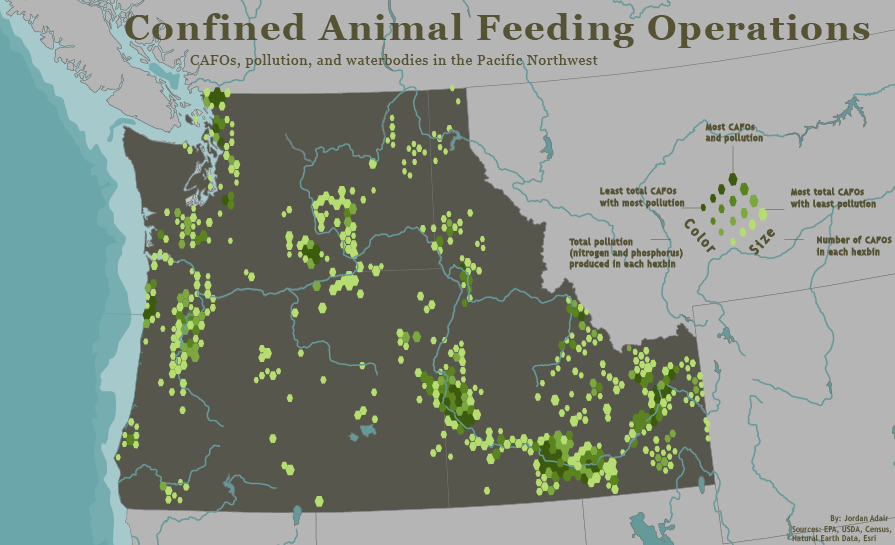 Confined Animal Feeding Operations
CAFOs, pollution, and waterbodies in the Pacific Northwest
Most CAFOs
and pollution
Least total CAFOs
with most pollution
Most total CAFOs
with least pollution
Color
Size
Total pollution
(nitrogen and phosphorus)
produced in each hexbin
Number of CAFOS
in each hexbin
By: Jordan Adair
Sources: EPA, USDA, Census,
Natural Earth Data, Esri